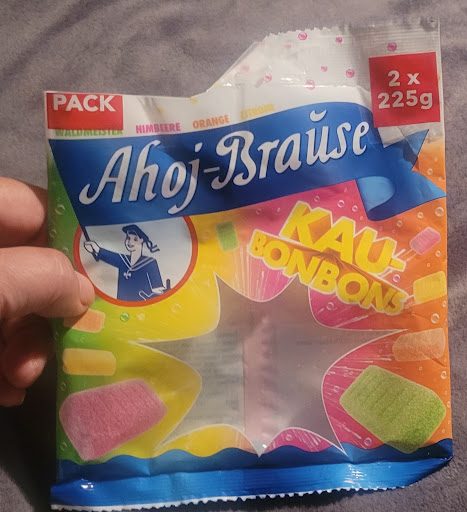 PACK
2 x
225g
WALDMEISTER HIMBEERE ORANGE ZITRONE
Ahoj-Brause
KAU-
BONBONS